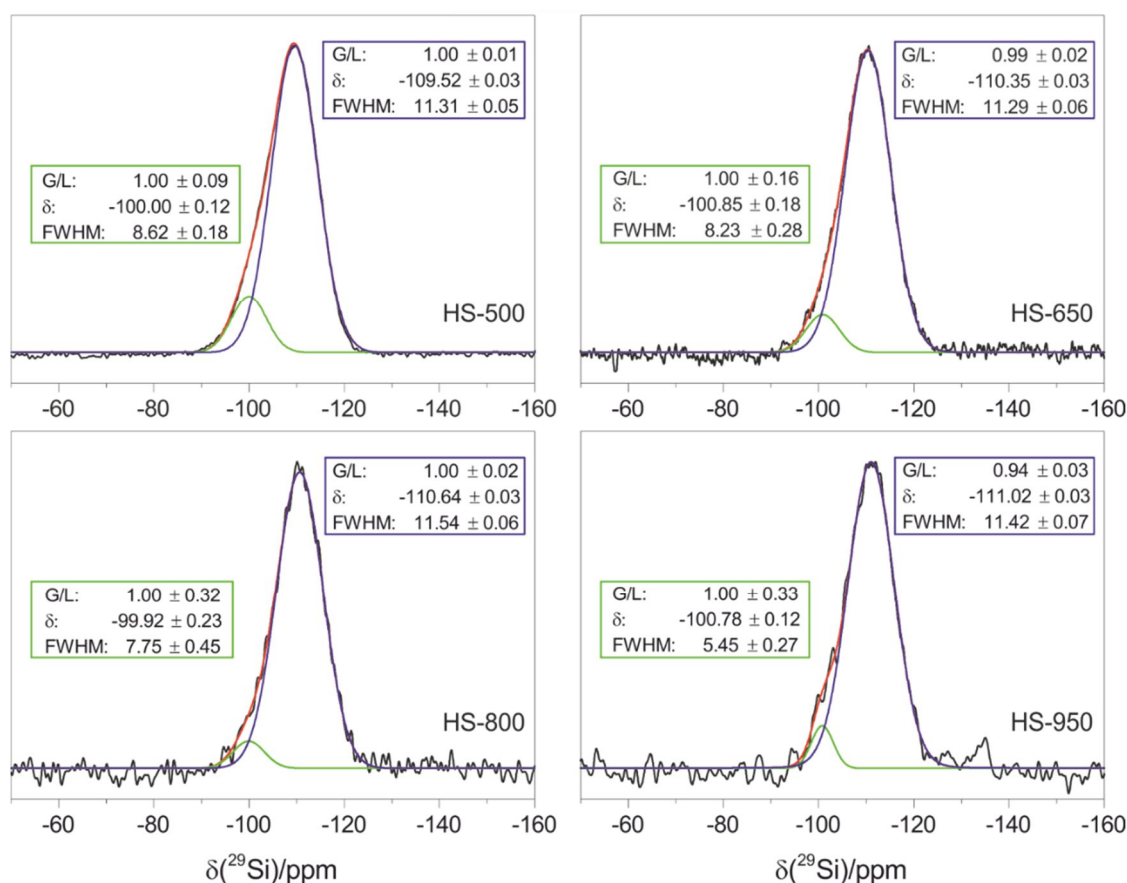 G/L: 1.00 ± 0.01
δ: -109.52 ± 0.03
FWHM: 11.31 ± 0.05
G/L: 1.00 ± 0.09
δ: -100.00 ± 0.12
FWHM: 8.62 ± 0.18
HS-500
-60 -80 -100 -120 -140 -160
G/L: 0.99 ± 0.02
δ: -110.35 ± 0.03
FWHM: 11.29 ± 0.06
G/L: 1.00 ± 0.16
δ: -100.85 ± 0.18
FWHM: 8.23 ± 0.28
HS-650
-60 -80 -100 -120 -140 -160
G/L: 1.00 ± 0.02
δ: -110.64 ± 0.03
FWHM: 11.54 ± 0.06
G/L: 1.00 ± 0.32
δ: -99.92 ± 0.23
FWHM: 7.75 ± 0.45
HS-800
-60 -80 -100 -120 -140 -160
δ(²⁹Si)/ppm
G/L: 0.94 ± 0.03
δ: -111.02 ± 0.03
FWHM: 11.42 ± 0.07
G/L: 1.00 ± 0.33
δ: -100.78 ± 0.12
FWHM: 5.45 ± 0.27
HS-950
-60 -80 -100 -120 -140 -160
δ(²⁹Si)/ppm